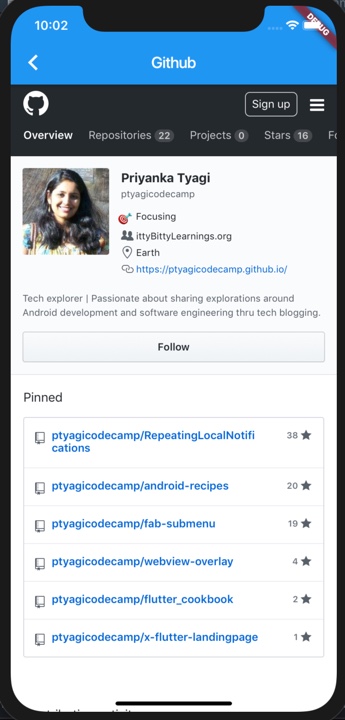 10:02
DEBUG
Github
Sign up
Overview Repositories 22 Projects 0 Stars 16 Fo
Priyanka Tyagi
ptyagicodecamp
Focusing
ittyBittyLearnings.org
Earth
https://ptyagicodecamp.github.io/
Tech explorer | Passionate about sharing explorations around
Android development and software engineering thru tech blogging.
Follow
Pinned
ptyagicodecamp/RepeatingLocalNotifi
cations 38
ptyagicodecamp/android-recipes 20
ptyagicodecamp/fab-submenu 19
ptyagicodecamp/webview-overlay 4
ptyagicodecamp/flutter_cookbook 2
ptyagicodecamp/x-flutter-landingpage 1